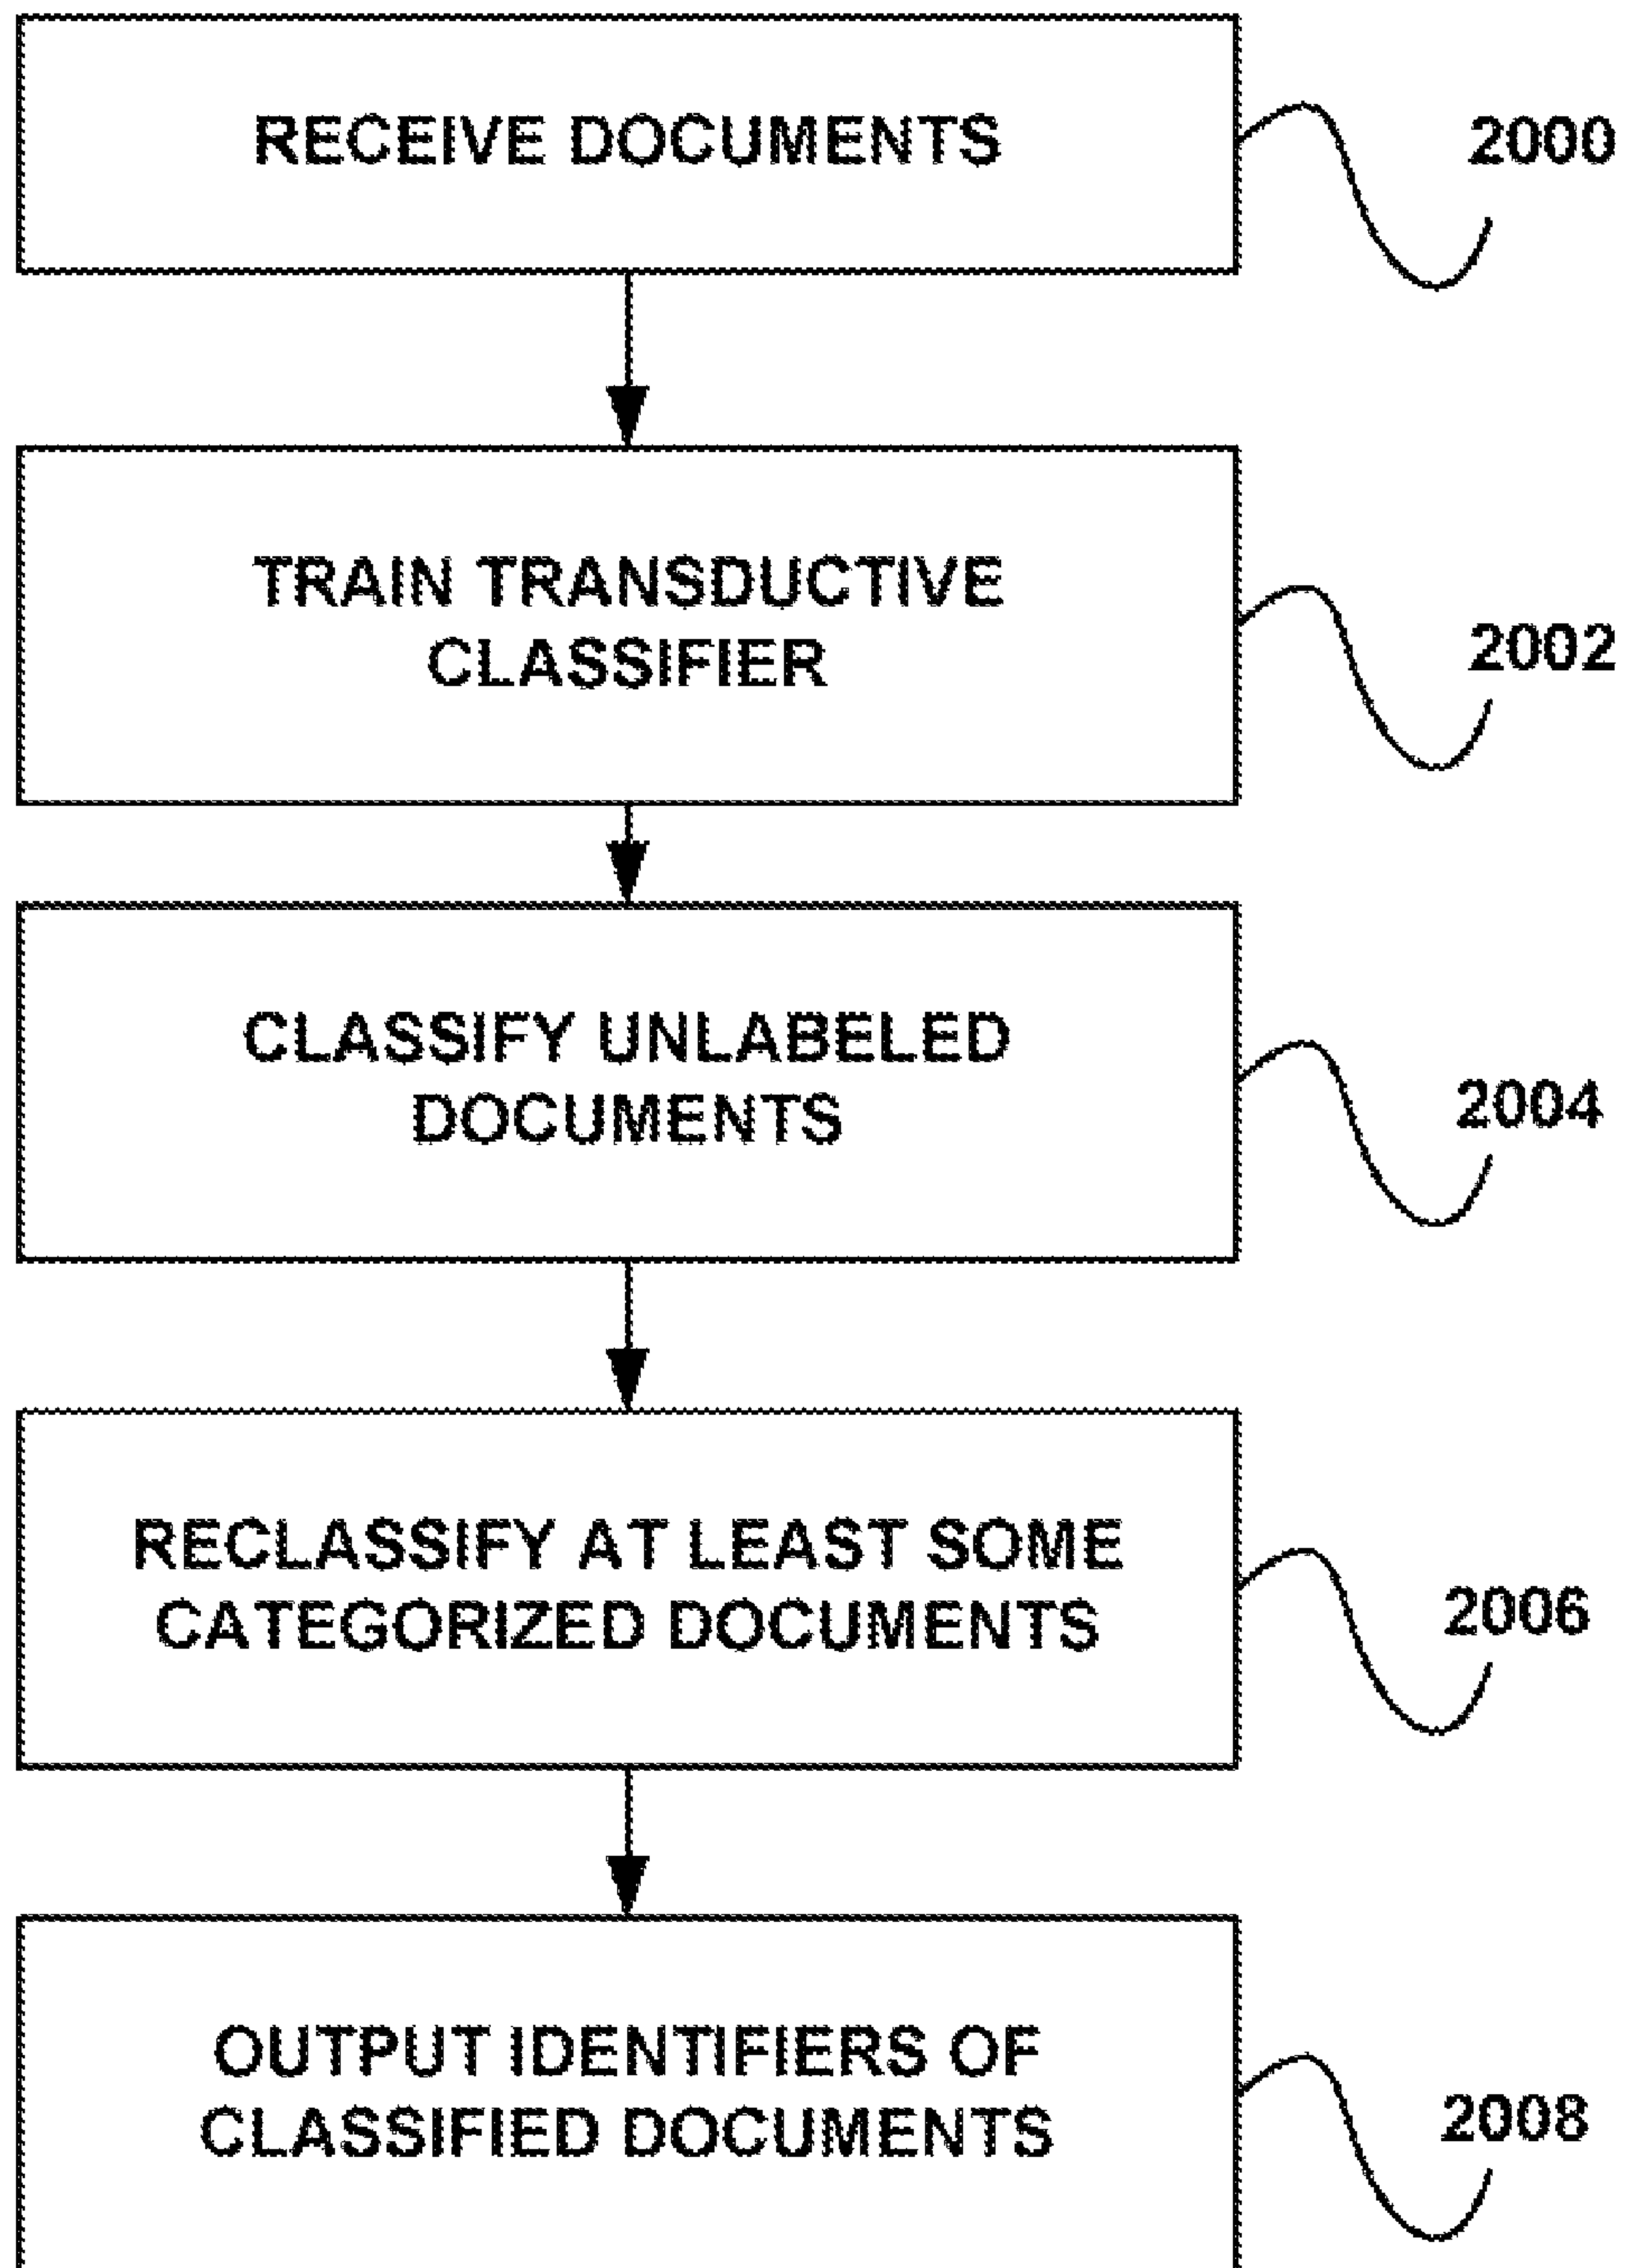 RECEIVE DOCUMENTS
2000
TRAIN TRANSDUCTIVE
CLASSIFIER
2002
CLASSIFY UNLABELED
DOCUMENTS
2004
RECLASSIFY AT LEAST SOME
CATEGORIZED DOCUMENTS
2006
OUTPUT IDENTIFIERS OF
CLASSIFIED DOCUMENTS
2008